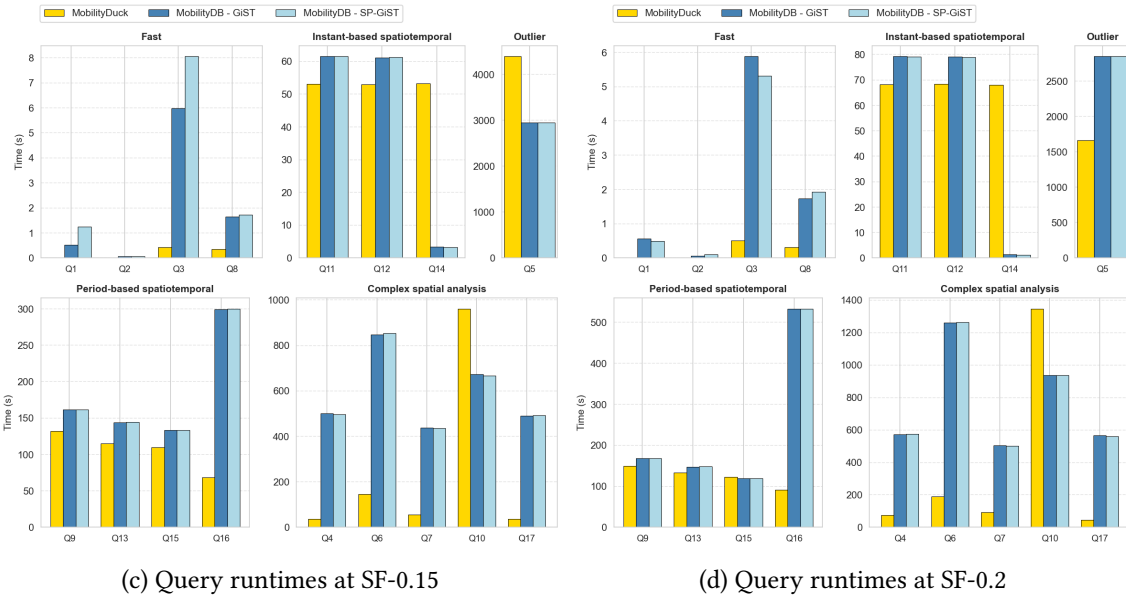 MobilityDuck MobilityDB - GiST MobilityDB - SP-GiST
Fast
Time (s)
8
7
6
5
4
3
2
1
0
Q1 Q2 Q3 Q8
Instant-based spatiotemporal
60
50
40
30
20
10
0
Q11 Q12 Q14
Outlier
4000
3000
2000
1000
0
Q5
Period-based spatiotemporal
Time (s)
300
250
200
150
100
50
0
Q9 Q13 Q15 Q16
Complex spatial analysis
1000
800
600
400
200
0
Q4 Q6 Q7 Q10 Q17
(c) Query runtimes at SF-0.15
MobilityDuck MobilityDB - GiST MobilityDB - SP-GiST
Fast
Time (s)
6
5
4
3
2
1
0
Q1 Q2 Q3 Q8
Instant-based spatiotemporal
80
70
60
50
40
30
20
10
0
Q11 Q12 Q14
Outlier
2500
2000
1500
1000
500
0
Q5
Period-based spatiotemporal
Time (s)
500
400
300
200
100
0
Q9 Q13 Q15 Q16
Complex spatial analysis
1400
1200
1000
800
600
400
200
0
Q4 Q6 Q7 Q10 Q17
(d) Query runtimes at SF-0.2